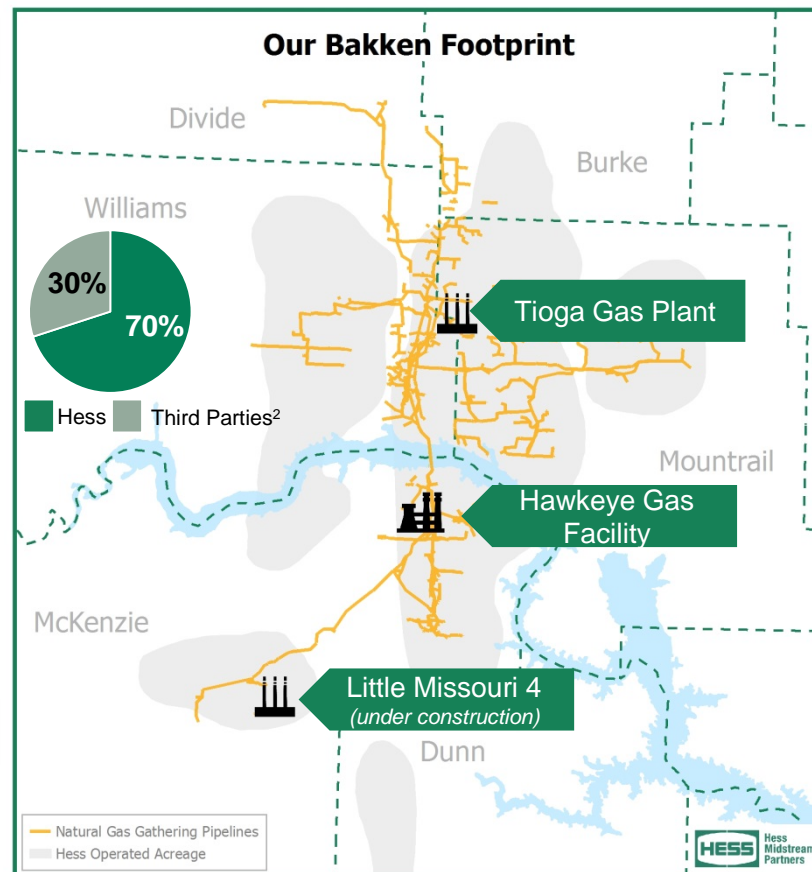 Our Bakken Footprint
Divide
Burke
Williams
30%
70%
Tioga Gas Plant
Hess
Third Parties²
Mountrail
Hawkeye Gas
Facility
McKenzie
Little Missouri 4
(under construction)
Dunn
Natural Gas Gathering Pipelines
Hess Operated Acreage
HESS
Hess
Midstream
Partners